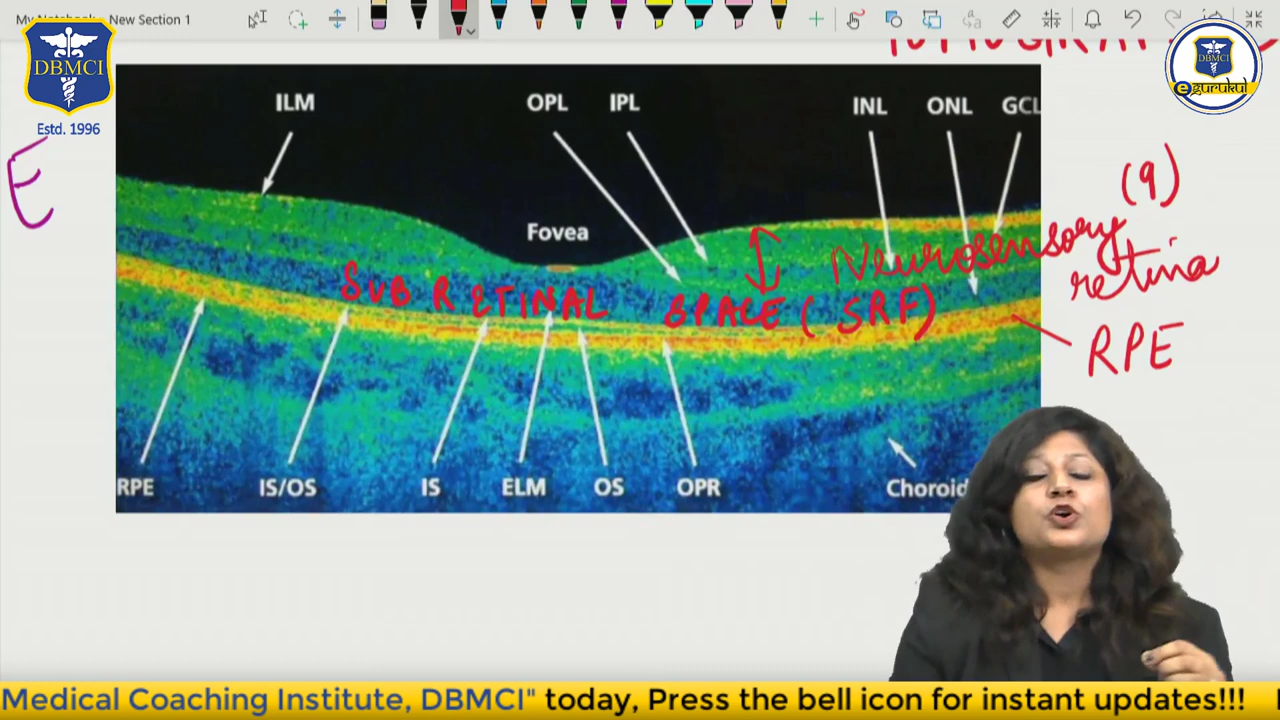 My Notebook - New Section 1
DBMCI
Estd. 1996
DBMCI
e gurukul
E
ILM
OPL IPL
INL ONL GCL
Fovea
(9)
Neurosensory
retina
SUB RETINAL SPACE (SRF)
RPE
RPE IS/OS IS ELM OS OPR Choroid
Medical Coaching Institute, DBMCI" today, Press the bell icon for instant updates!!!